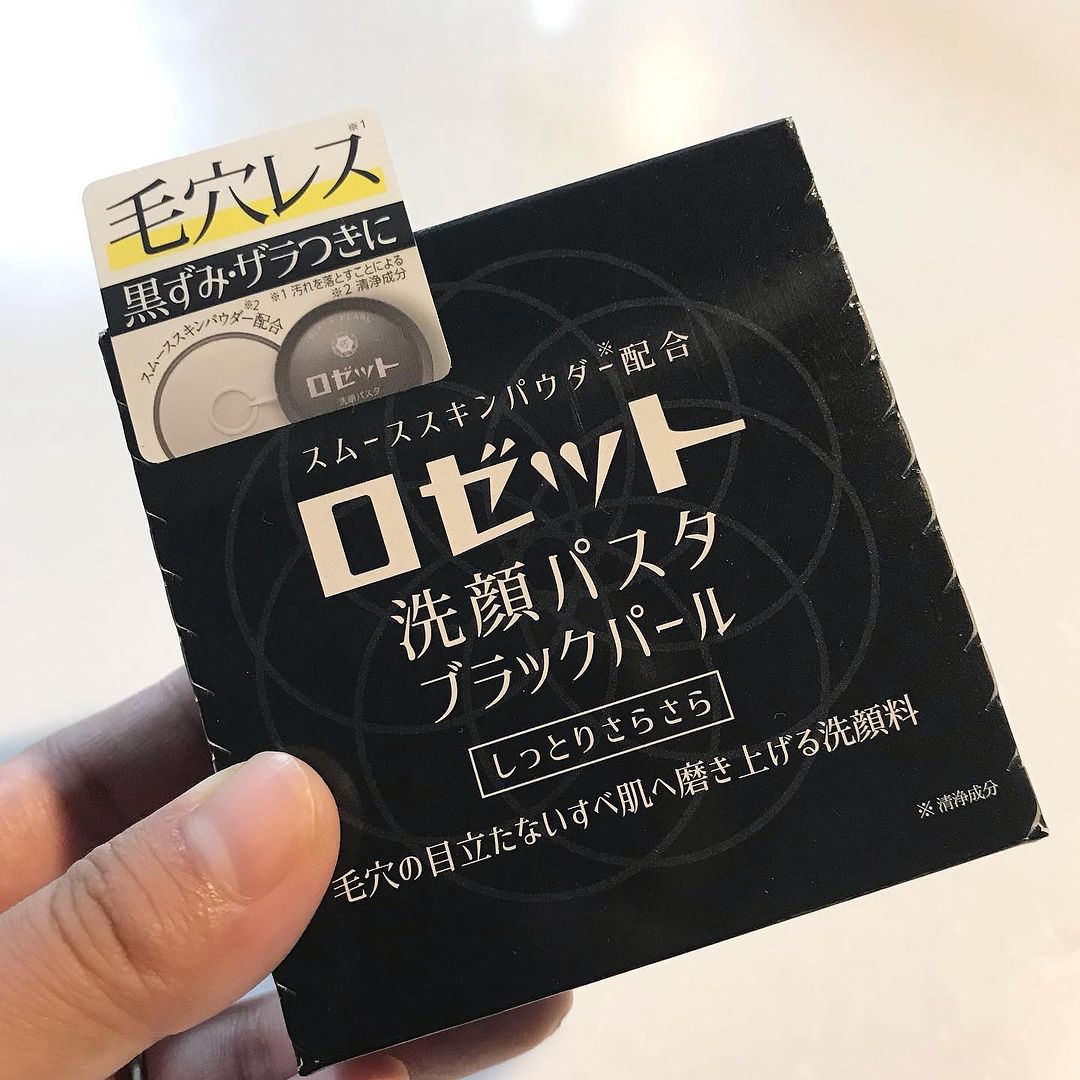 ※1
毛穴レス
黒ずみ・ザラつきに
※1 汚れを落とすことによる
※2 清浄成分
※2
スムーススキンパウダー配合
ロゼット
洗顔パスタ
スムーススキンパウダー※配合
ロゼット
洗顔パスタ
ブラックパール
しっとりさらさら
毛穴の目立たないすべ肌へ磨き上げる洗顔料
※ 清浄成分